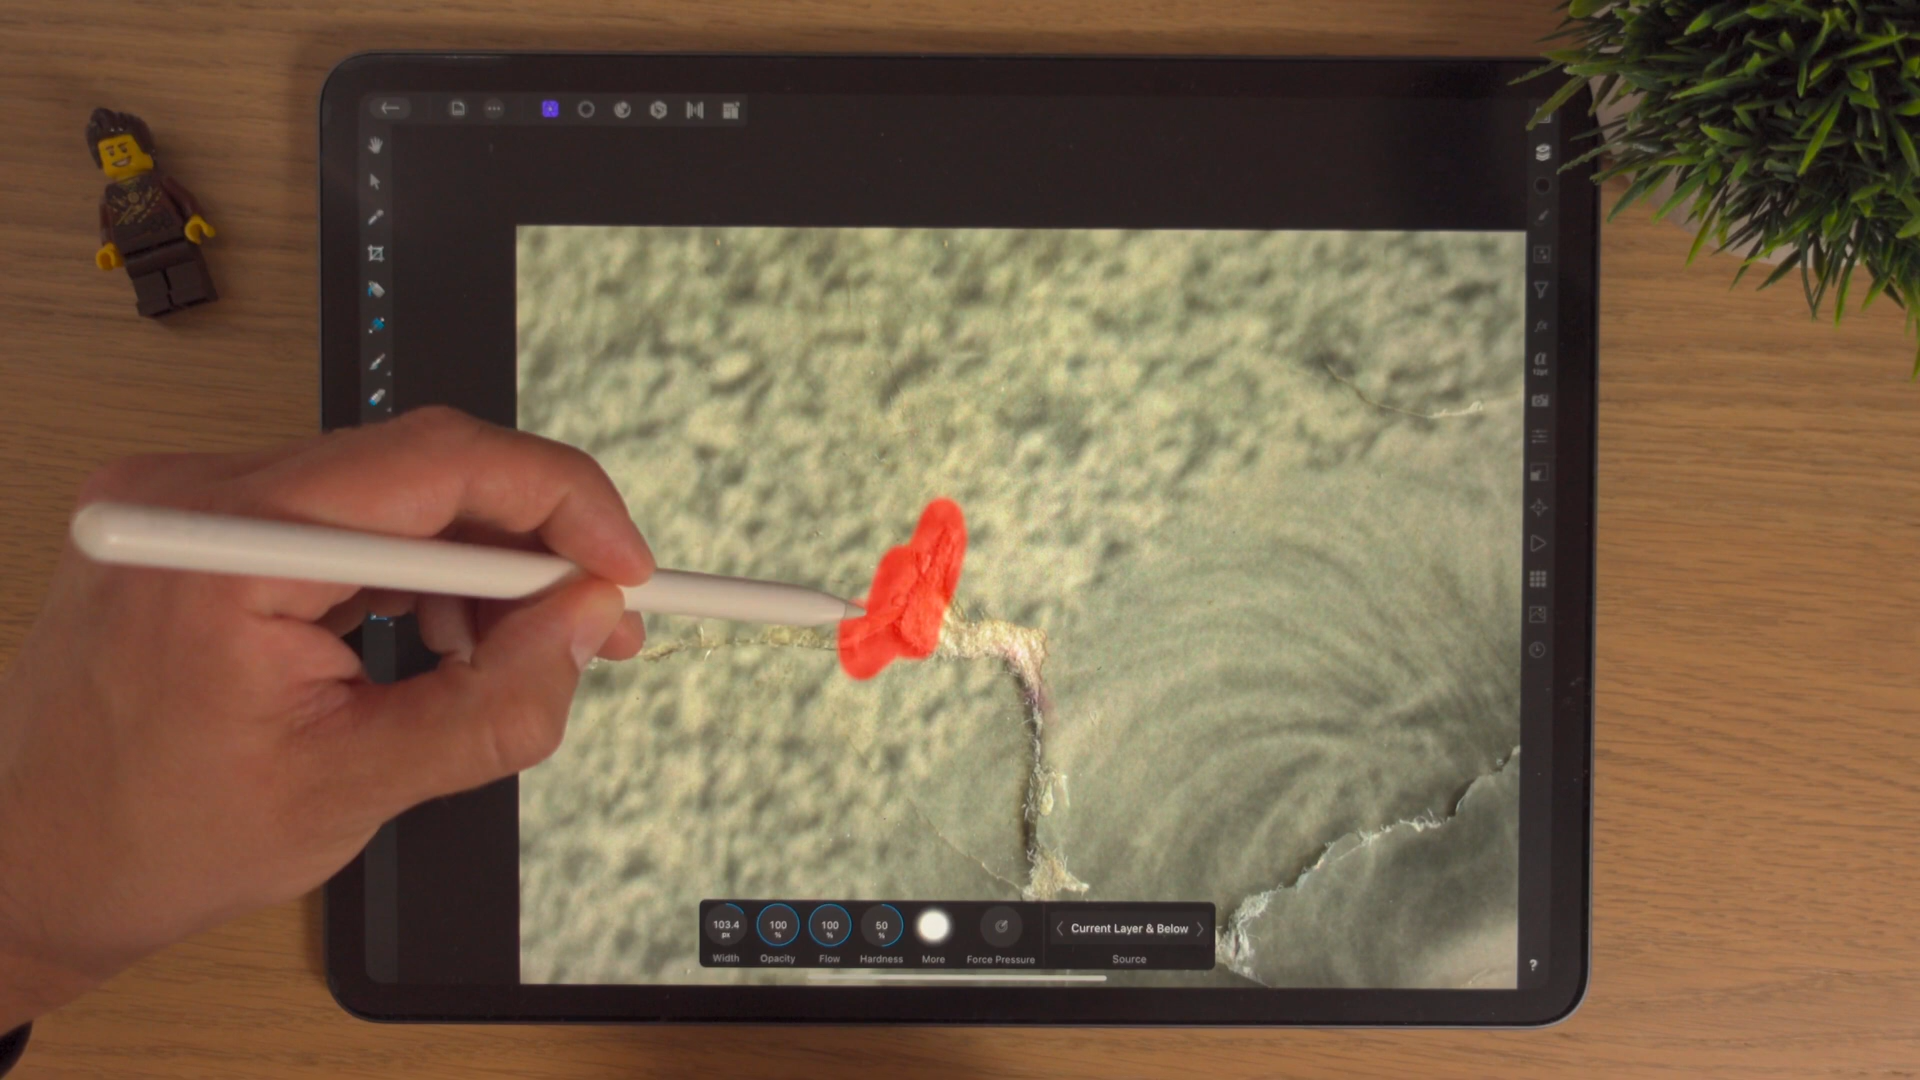 103.4 px
100 %
100 %
50 %
Current Layer & Below
Width
Opacity
Flow
Hardness
More
Force Pressure
Source
?